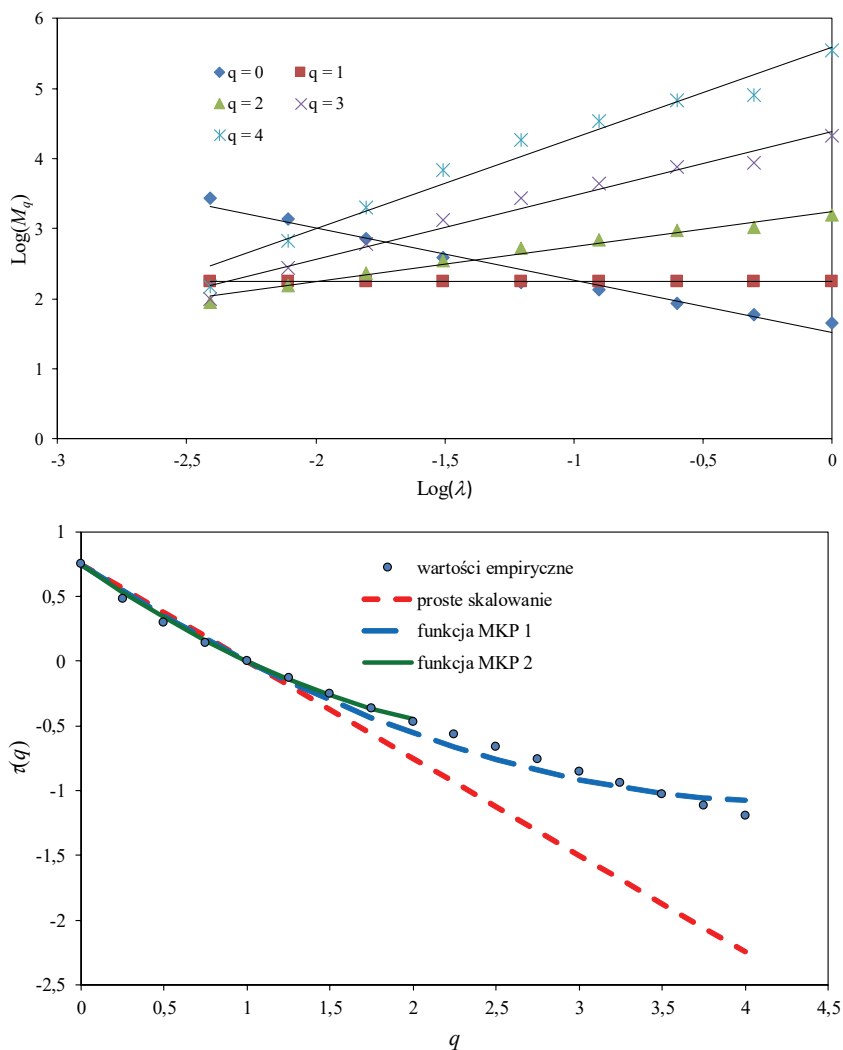 6
5
4
3
2
1
0
Log(M_q)
q = 0
q = 1
q = 2
q = 3
q = 4
-3
-2,5
-2
-1,5
-1
-0,5
0
Log(λ)
1
0,5
0
-0,5
-1
-1,5
-2
-2,5
τ(q)
wartości empiryczne
proste skalowanie
funkcja MKP 1
funkcja MKP 2
0
0,5
1
1,5
2
2,5
3
3,5
4
4,5
q